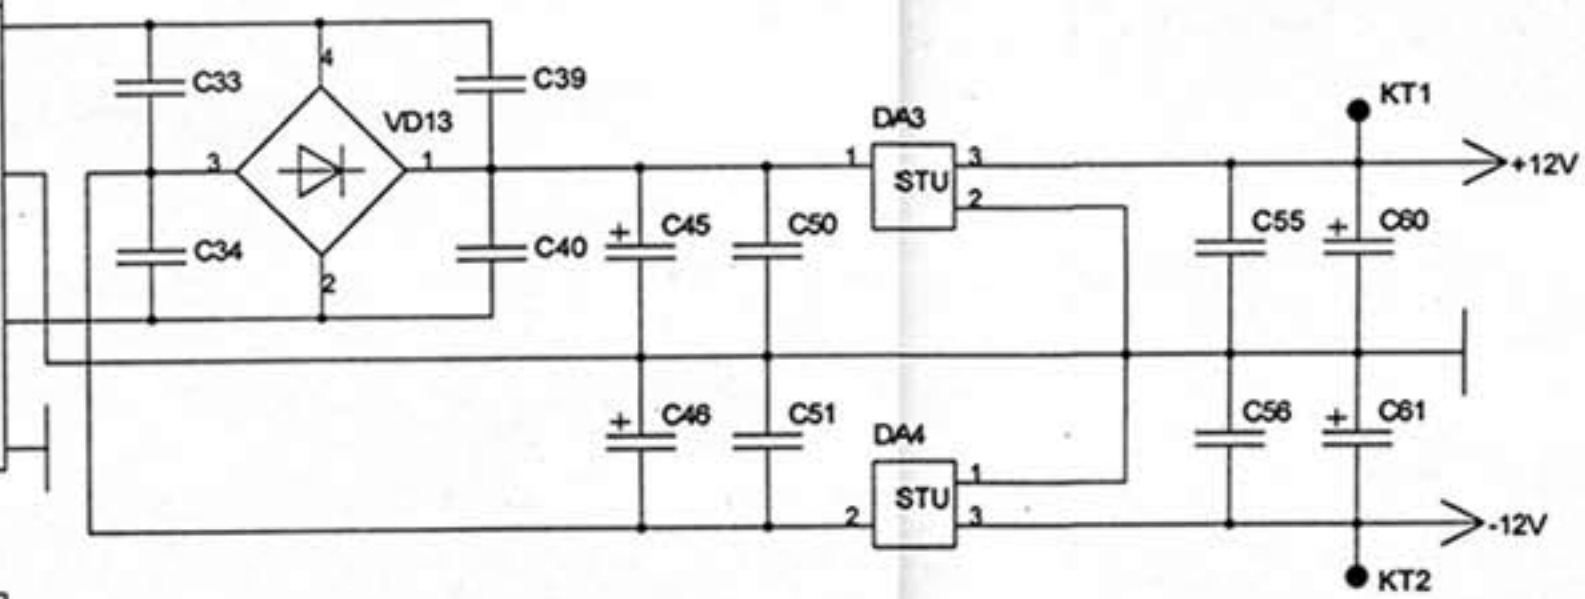 4
C33
C39
VD13
3
1
C34
C40
2
DA3
KT1
1
STU
3
2
+12V
+
C45
C50
C55
+
C60
+
C46
C51
C56
+
C61
DA4
1
STU
2
3
-12V
KT2